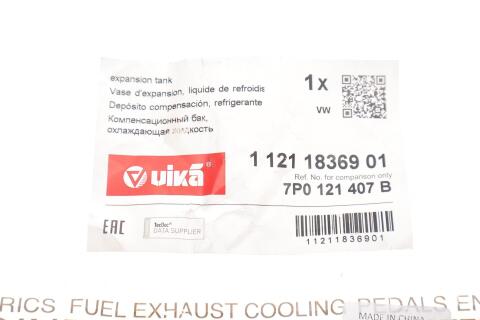 expansion tank
Vase d'expansion, liquide de refroidis
Depósito compensación, refrigerante
Компенсационный бак,
охлаждающая жидкость
1x
VW
vika®
1 121 18369 01
Ref. No. for comparison only
7P0 121 407 B
EAC
TecDoc®
DATA SUPPLIER
11211836901
RICS FUEL EXHAUST COOLING PEDALS EN
MADE IN CHINA